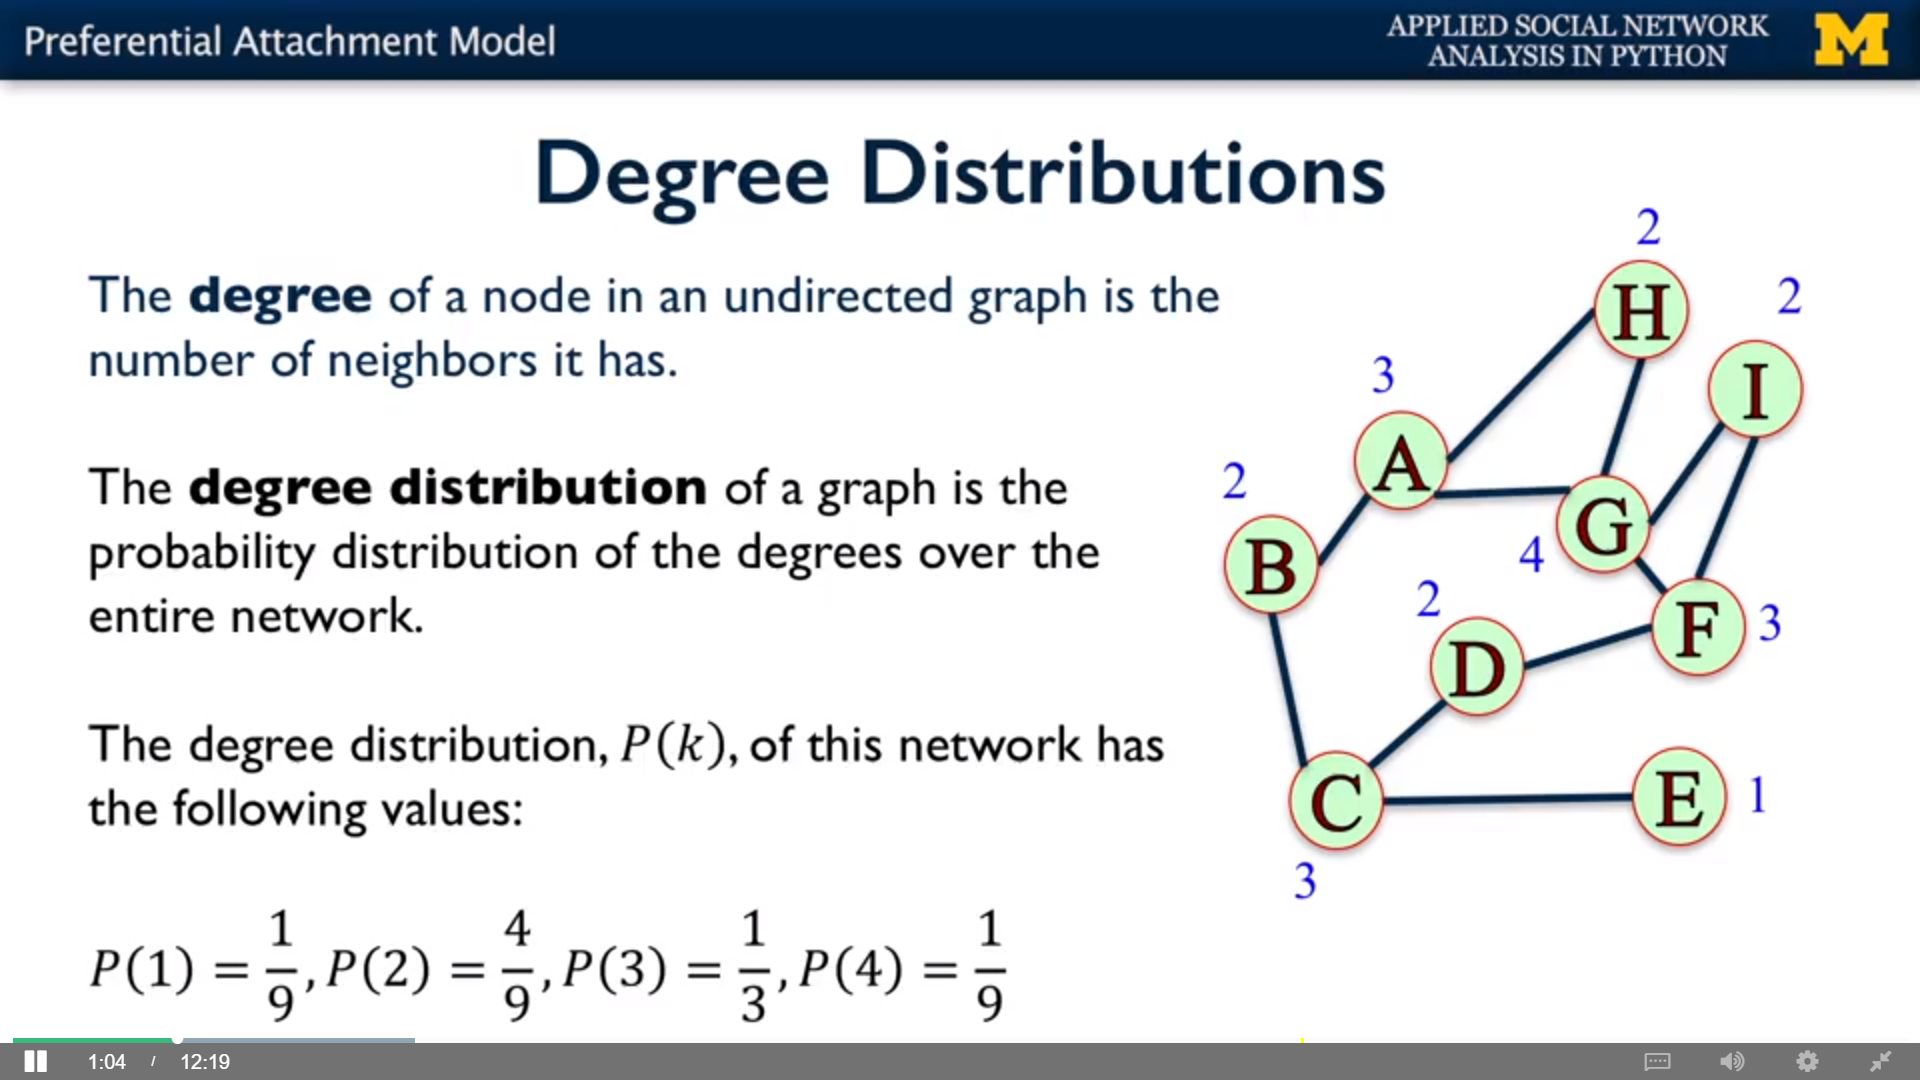 Preferential Attachment Model
APPLIED SOCIAL NETWORK
ANALYSIS IN PYTHON
M
Degree Distributions
The degree of a node in an undirected graph is the
number of neighbors it has.
The degree distribution of a graph is the
probability distribution of the degrees over the
entire network.
The degree distribution, P(k), of this network has
the following values:
P(1) = 1/9, P(2) = 4/9, P(3) = 1/3, P(4) = 1/9
2
H
2
I
3
A
2
B
4
G
2
D
F
3
C
3
E
1
1:04 / 12:19